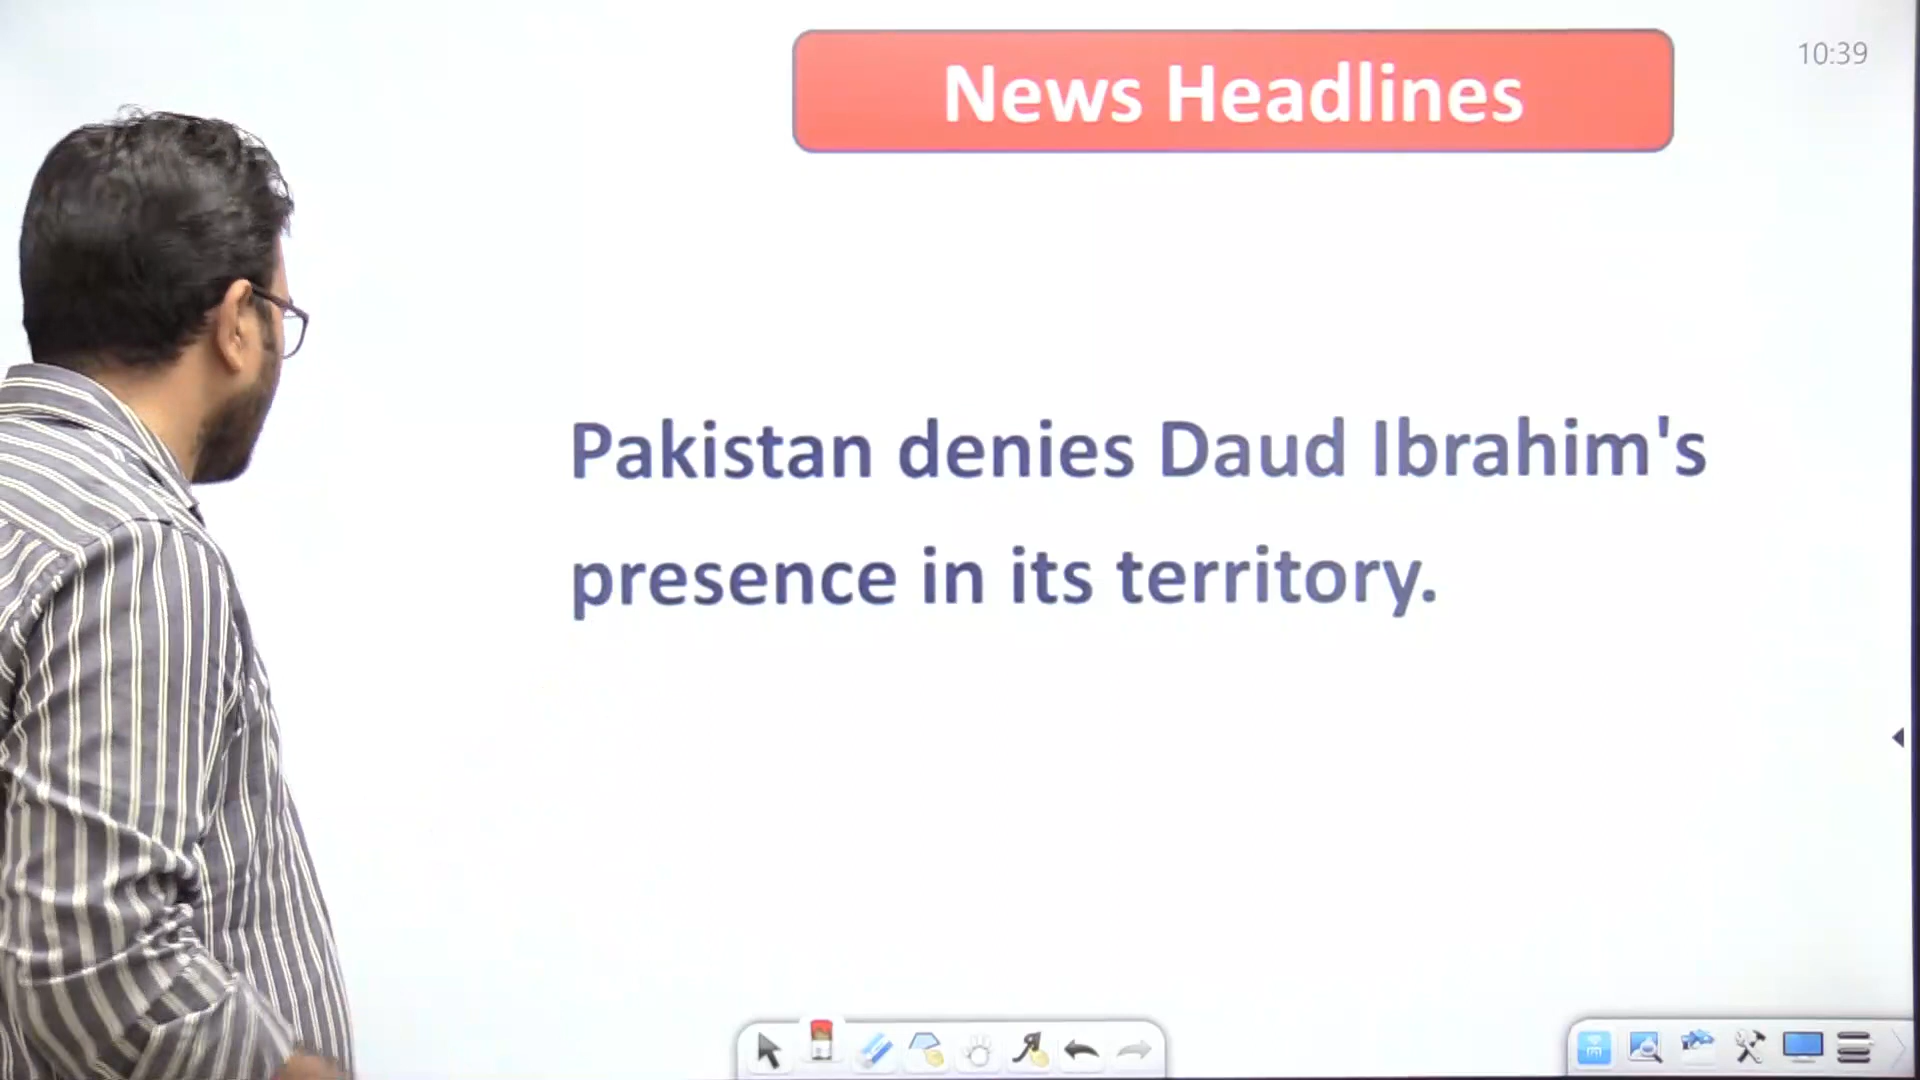 News Headlines
10:39
Pakistan denies Daud Ibrahim's
presence in its territory.